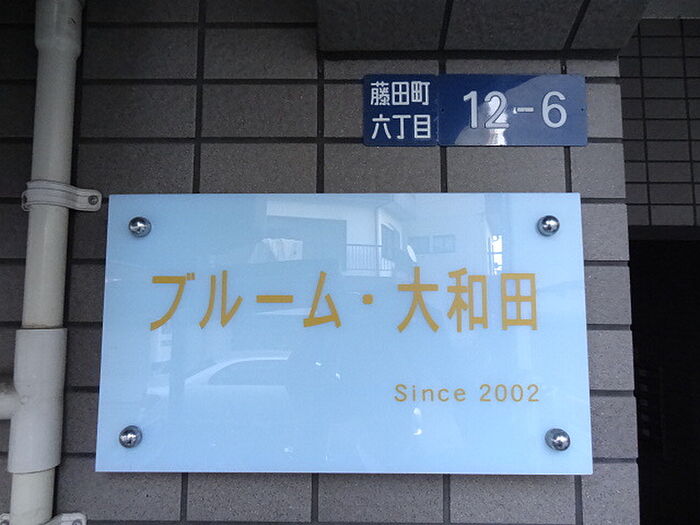 藤田町
六丁目
12-6
ブルーム・大和田
Since 2002